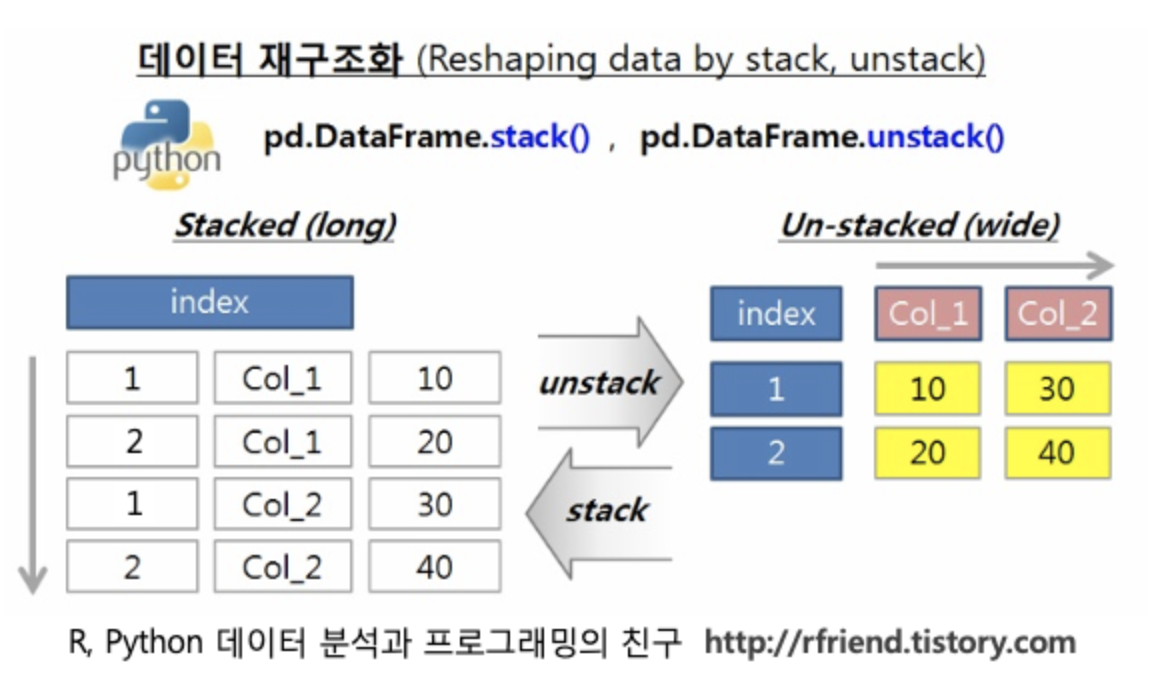 데이터 재구조화 (Reshaping data by stack, unstack)
python
pd.DataFrame.stack() , pd.DataFrame.unstack()
Stacked (long)
index
1 Col_1 10
2 Col_1 20
1 Col_2 30
2 Col_2 40
unstack
stack
Un-stacked (wide)
index Col_1 Col_2
1 10 30
2 20 40
R, Python 데이터 분석과 프로그래밍의 친구 http://rfriend.tistory.com